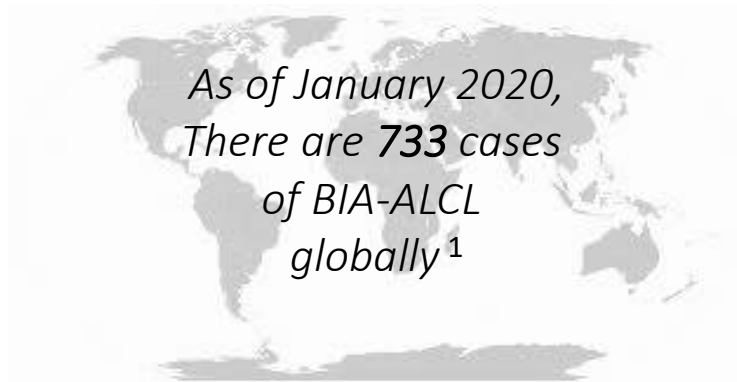 As of January 2020,
There are 733 cases
of BIA-ALCL
globally 1